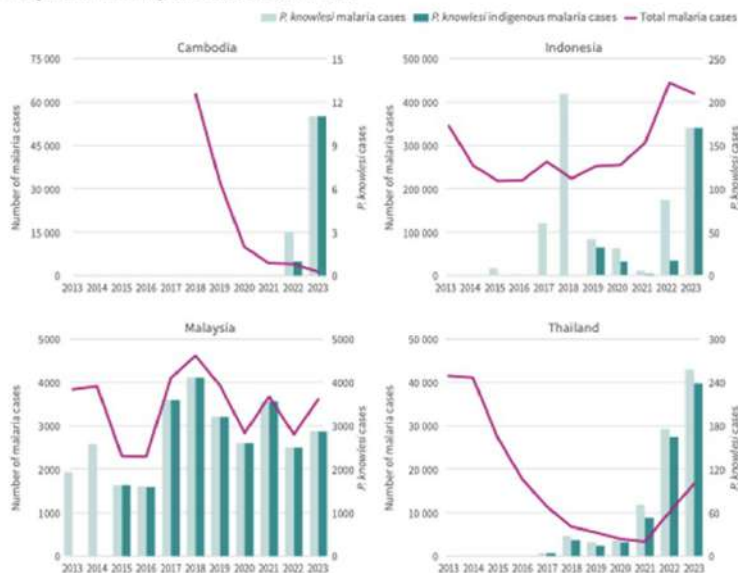 P. knowlesi malaria cases P. knowlesi indigenous malaria cases Total malaria cases
Cambodia
Number of malaria cases
75 000
60 000
45 000
30 000
15 000
0
15
12
9
6
3
0
P. knowlesi cases
2013 2014 2015 2016 2017 2018 2019 2020 2021 2022 2023
Indonesia
Number of malaria cases
500 000
400 000
300 000
200 000
100 000
0
250
200
150
100
50
0
P. knowlesi cases
2013 2014 2015 2016 2017 2018 2019 2020 2021 2022 2023
Malaysia
Number of malaria cases
5000
4000
3000
2000
1000
0
5000
4000
3000
2000
1000
0
P. knowlesi cases
2013 2014 2015 2016 2017 2018 2019 2020 2021 2022 2023
Thailand
Number of malaria cases
50 000
40 000
30 000
20 000
10 000
0
300
240
180
120
60
0
P. knowlesi cases
2013 2014 2015 2016 2017 2018 2019 2020 2021 2022 2023